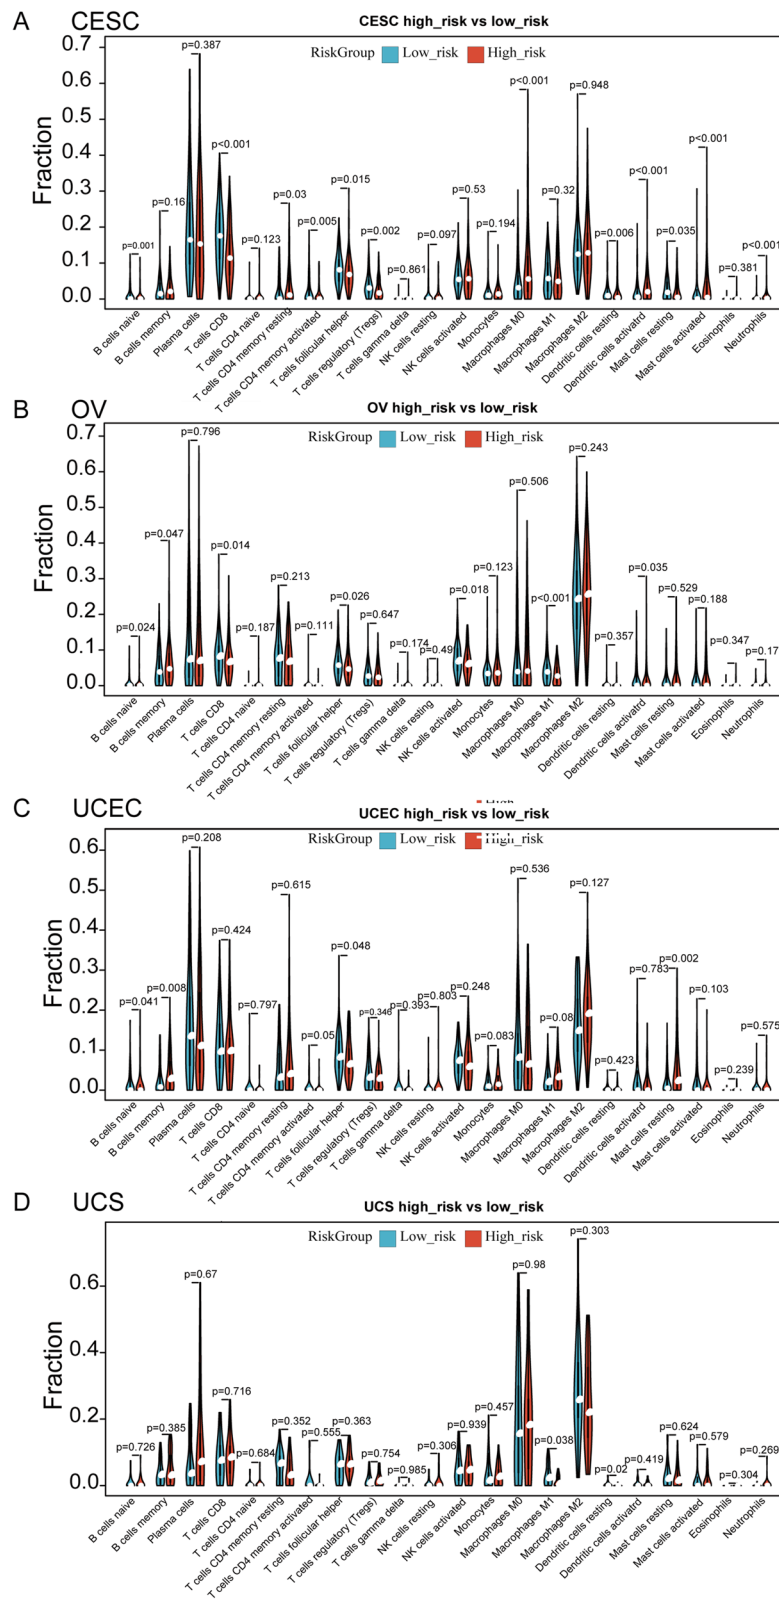 A CESC
CESC high_risk vs low_risk
RiskGroup Low_risk High_risk
Fraction
0.7
0.6
0.5
0.4
0.3
0.2
0.1
0.0
p=0.001
p=0.16
p=0.387
p<0.001
p=0.123
p=0.03
p=0.005
p=0.015
p=0.002
p=0.861
p=0.097
p=0.53
p=0.194
p<0.001
p=0.32
p=0.948
p=0.006
p<0.001
p=0.035
p<0.001
p=0.381
p<0.001
B cells naive
B cells memory
Plasma cells
T cells CD8
T cells CD4 naive
T cells CD4 memory resting
T cells CD4 memory activated
T cells follicular helper
T cells regulatory (Tregs)
T cells gamma delta
NK cells resting
NK cells activated
Monocytes
Macrophages M0
Macrophages M1
Macrophages M2
Dendritic cells resting
Dendritic cells activatrd
Mast cells resting
Mast cells activated
Eosinophils
Neutrophils
B OV
OV high_risk vs low_risk
RiskGroup Low_risk High_risk
Fraction
0.7
0.6
0.5
0.4
0.3
0.2
0.1
0.0
p=0.024
p=0.047
p=0.796
p=0.014
p=0.187
p=0.213
p=0.111
p=0.026
p=0.647
p=0.174
p=0.49
p=0.018
p=0.123
p=0.506
p<0.001
p=0.243
p=0.357
p=0.035
p=0.529
p=0.188
p=0.347
p=0.17
B cells naive
B cells memory
Plasma cells
T cells CD8
T cells CD4 naive
T cells CD4 memory resting
T cells CD4 memory activated
T cells follicular helper
T cells regulatory (Tregs)
T cells gamma delta
NK cells resting
NK cells activated
Monocytes
Macrophages M0
Macrophages M1
Macrophages M2
Dendritic cells resting
Dendritic cells activatrd
Mast cells resting
Mast cells activated
Eosinophils
Neutrophils
C UCEC
UCEC high_risk vs low_risk
RiskGroup Low_risk High_risk
Fraction
0.6
0.5
0.4
0.3
0.2
0.1
0.0
p=0.041
p=0.008
p=0.208
p=0.424
p=0.797
p=0.615
p=0.05
p=0.048
p=0.346
p=0.393
p=0.803
p=0.248
p=0.083
p=0.536
p=0.08
p=0.127
p=0.423
p=0.783
p=0.002
p=0.103
p=0.239
p=0.575
B cells naive
B cells memory
Plasma cells
T cells CD8
T cells CD4 naive
T cells CD4 memory resting
T cells CD4 memory activated
T cells follicular helper
T cells regulatory (Tregs)
T cells gamma delta
NK cells resting
NK cells activated
Monocytes
Macrophages M0
Macrophages M1
Macrophages M2
Dendritic cells resting
Dendritic cells activatrd
Mast cells resting
Mast cells activated
Eosinophils
Neutrophils
D UCS
UCS high_risk vs low_risk
RiskGroup Low_risk High_risk
Fraction
0.6
0.4
0.2
0.0
p=0.726
p=0.385
p=0.67
p=0.716
p=0.684
p=0.352
p=0.555
p=0.363
p=0.754
p=0.985
p=0.306
p=0.939
p=0.457
p=0.98
p=0.038
p=0.303
p=0.02
p=0.419
p=0.624
p=0.579
p=0.304
p=0.269
B cells naive
B cells memory
Plasma cells
T cells CD8
T cells CD4 naive
T cells CD4 memory resting
T cells CD4 memory activated
T cells follicular helper
T cells regulatory (Tregs)
T cells gamma delta
NK cells resting
NK cells activated
Monocytes
Macrophages M0
Macrophages M1
Macrophages M2
Dendritic cells resting
Dendritic cells activatrd
Mast cells resting
Mast cells activated
Eosinophils
Neutrophils